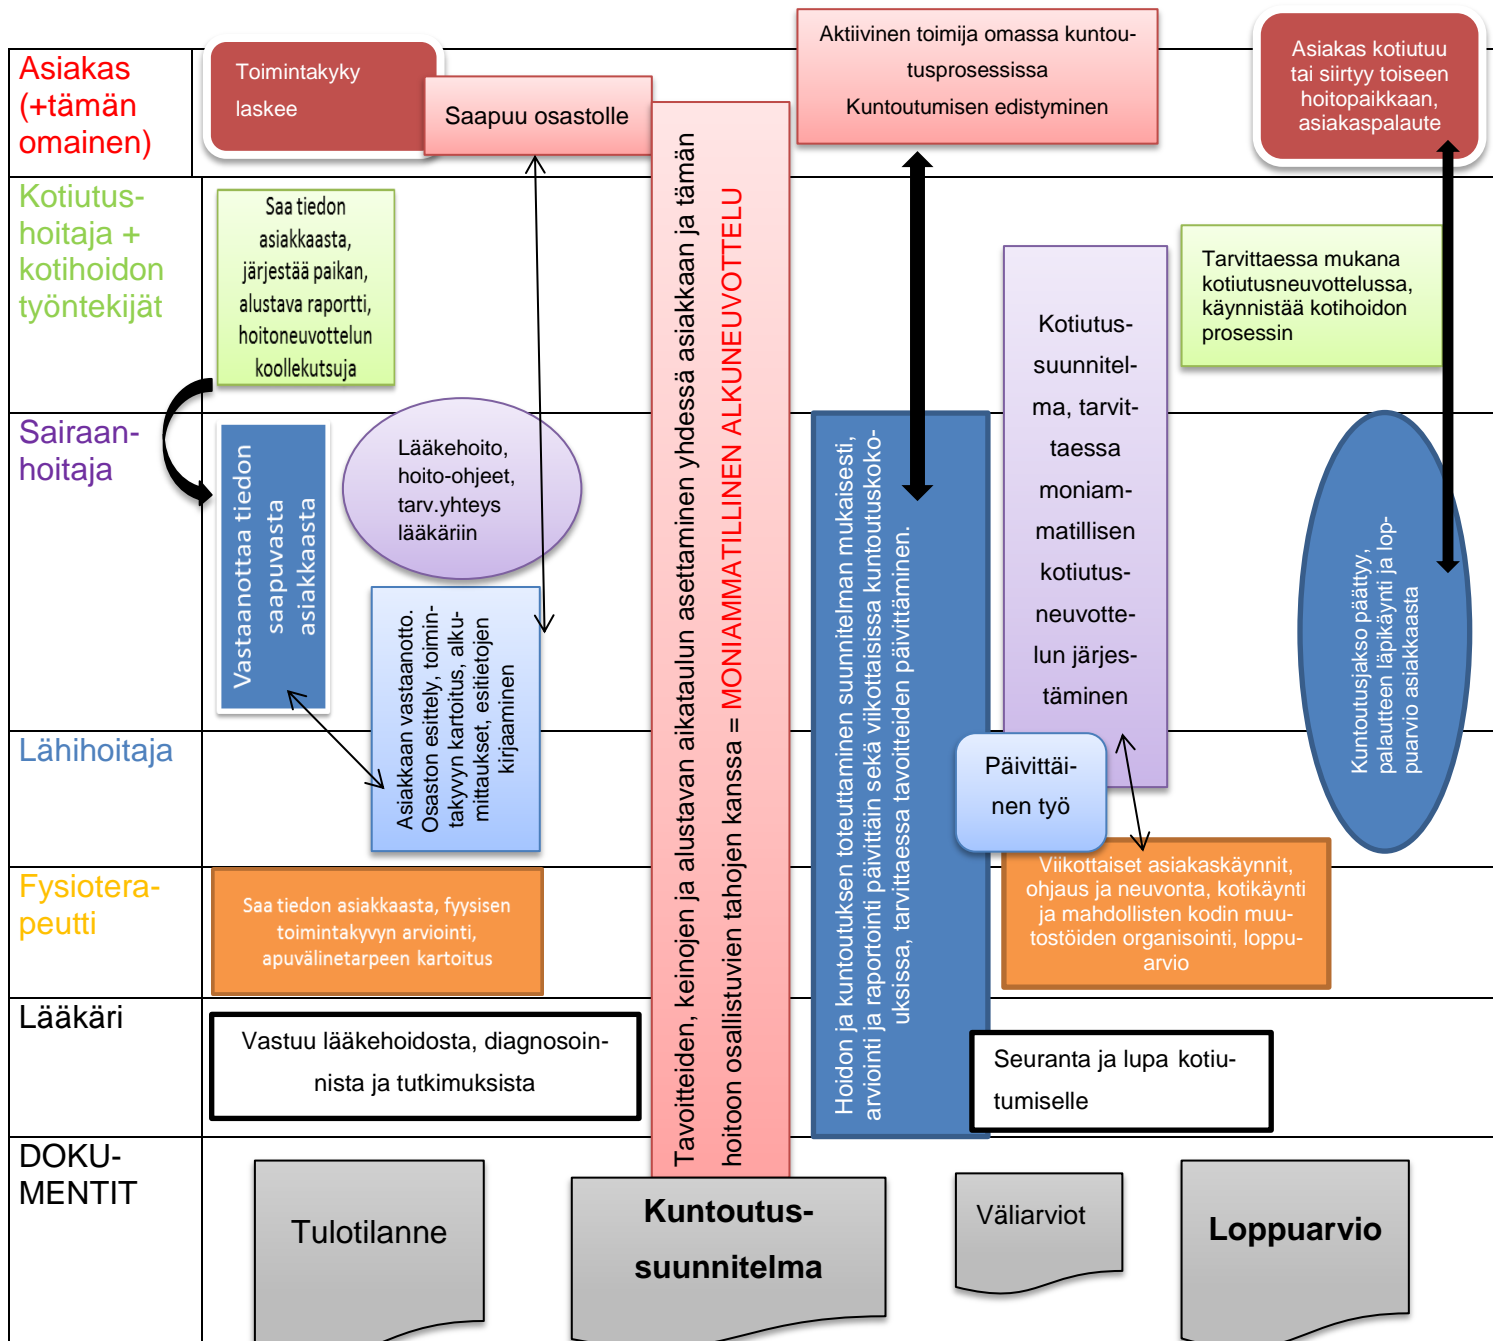 Asiakas
(+tämän
omainen)
Toimintakyky
laskee
Saapuu osastolle
Aktiivinen toimija omassa kuntou-
tusprosessissa
Kuntoutumisen edistyminen
Asiakas kotiutuu
tai siirtyy toiseen
hoitopaikkaan,
asiakaspalaute
Kotiutus-
hoitaja +
kotihoidon
työntekijät
Saa tiedon
asiakkaasta,
järjestää paikan,
alustava raportti,
hoitoneuvottelun
koollekutsuja
Tavoitteiden, keinojen ja alustavan aikataulun asettaminen yhdessä asiakkaan ja tämän
hoitoon osallistuvien tahojen kanssa = MONIAMMATILLINEN ALKUNEUVOTTELU
Kotiutus-
suunnitel-
ma, tarvit-
taessa
moniam-
matillisen
kotiutus-
neuvotte-
lun järjes-
täminen
Tarvittaessa mukana
kotiutusneuvottelussa,
käynnistää kotihoidon
prosessin
Sairaan-
hoitaja
Vastaanottaa tiedon
saapuvasta
asiakkaasta
Lääkehoito,
hoito-ohjeet,
tarv.yhteys
lääkäriin
Asiakkaan vastaanotto.
Osaston esittely, toimin-
takyvyn kartoitus, alku-
mittaukset, esitietojen
kirjaaminen
Hoidon ja kuntoutuksen toteuttaminen suunnitelman mukaisesti,
arviointi ja raportointi päivittäin sekä viikottaisissa kuntoutuskoko-
uksissa, tarvittaessa tavoitteiden päivittäminen.
Kuntoutusjakso päättyy,
palautteen läpikäynti ja lop-
puarvio asiakkaasta
Lähihoitaja
Päivittäi-
nen työ
Fysiotera-
peutti
Saa tiedon asiakkaasta, fyysisen
toimintakyvyn arviointi,
apuvälinetarpeen kartoitus
Viikottaiset asiakaskäynnit,
ohjaus ja neuvonta, kotikäynti
ja mahdollisten kodin muu-
tostöiden organisointi, loppu-
arvio
Lääkäri
Vastuu lääkehoidosta, diagnosoin-
nista ja tutkimuksista
Seuranta ja lupa kotiu-
tumiselle
DOKU-
MENTIT
Tulotilanne
Kuntoutus-
suunnitelma
Väliarviot
Loppuarvio